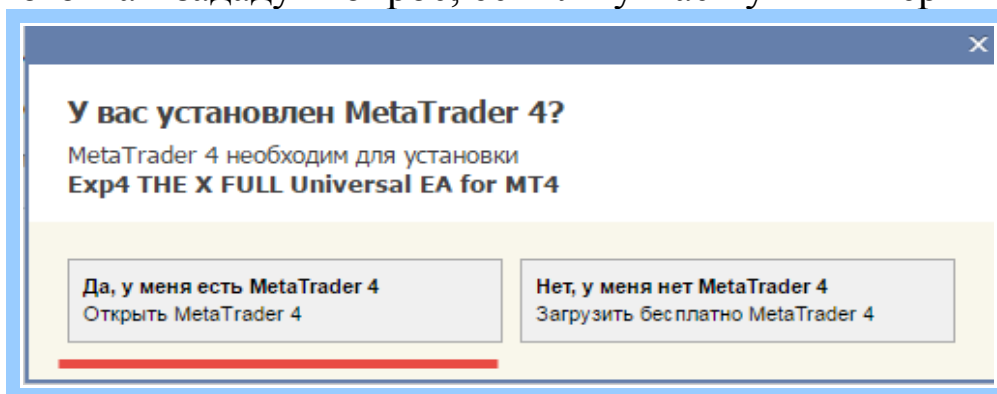 У вас установлен MetaTrader 4?
MetaTrader 4 необходим для установки
Exp4 THE X FULL Universal EA for MT4
Да, у меня есть MetaTrader 4
Открыть MetaTrader 4
Нет, у меня нет MetaTrader 4
Загрузить бесплатно MetaTrader 4